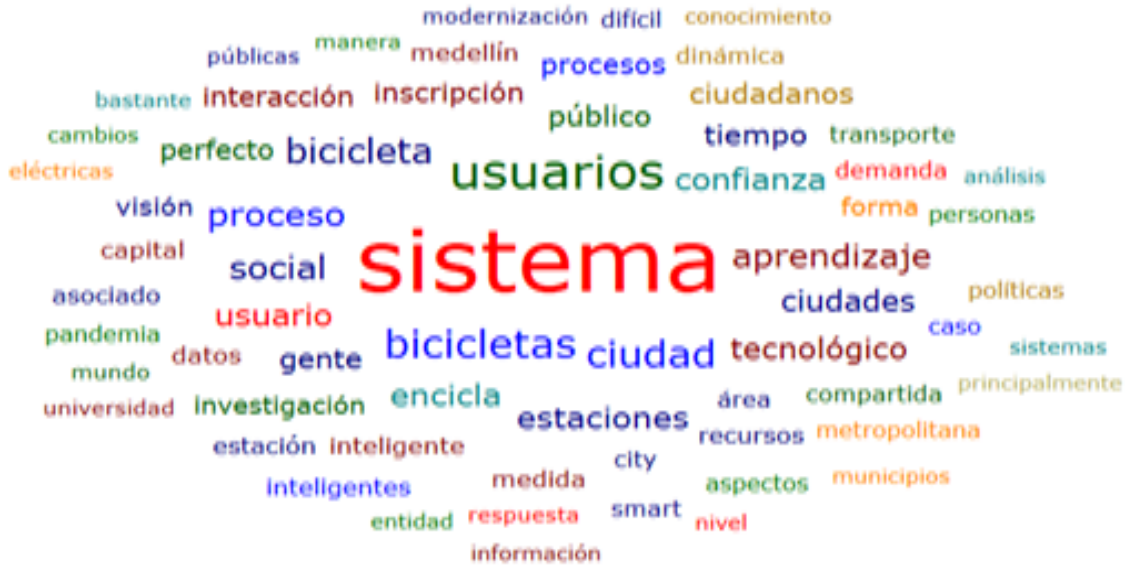 modernización difícil conocimiento
públicas manera medellín procesos dinámica
bastante interacción inscripción público ciudadanos
cambios perfecto bicicleta usuarios tiempo transporte
eléctricas confianza demanda análisis
visión proceso forma personas
capital social sistema aprendizaje
asociado usuario ciudades políticas
pandemia datos gente bicicletas ciudad tecnológico caso sistemas
mundo encicla compartida principalmente
universidad investigación estaciones área
estación inteligente recursos metropolitana
inteligentes medida city aspectos municipios
entidad respuesta smart nivel
información